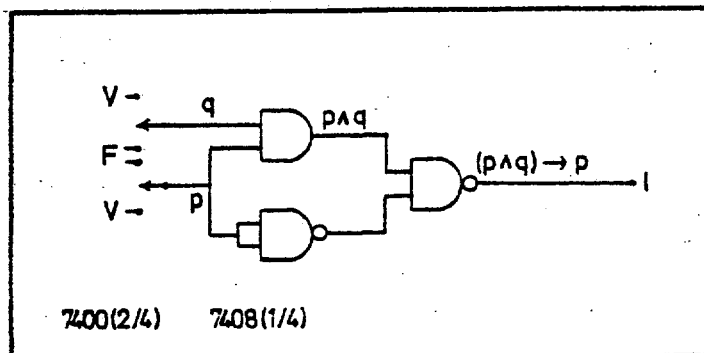 V
q
p∧q
F
(p∧q) → p
1
p
V
7400(2/4) 7408(1/4)